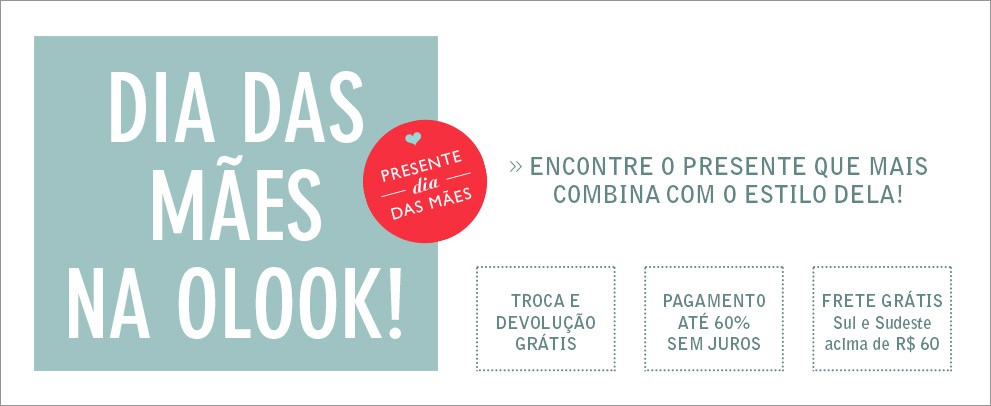 DIA DAS
MÃES
NA OLOOK!
PRESENTE
dia
DAS MÃES
» ENCONTRE O PRESENTE QUE MAIS
COMBINA COM O ESTILO DELA!
TROCA E
DEVOLUÇÃO
GRÁTIS
PAGAMENTO
ATÉ 60%
SEM JUROS
FRETE GRÁTIS
Sul e Sudeste
acima de R$ 60